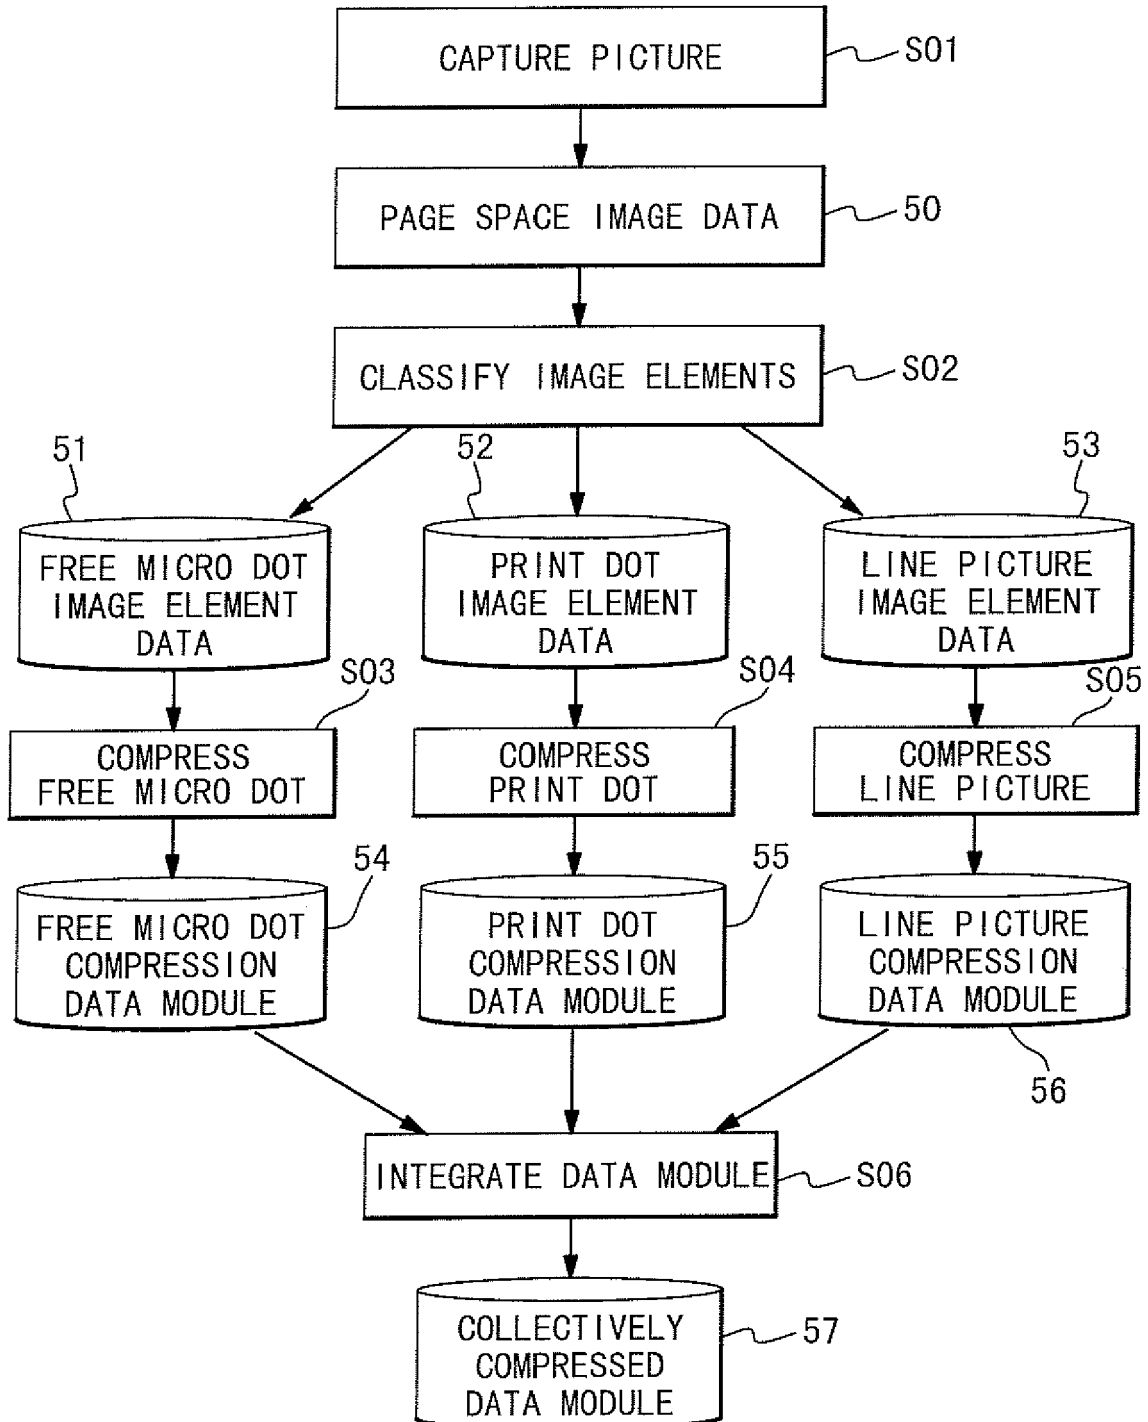 CAPTURE PICTURE
S01
PAGE SPACE IMAGE DATA
50
CLASSIFY IMAGE ELEMENTS
S02
51
52
53
FREE MICRO DOT
IMAGE ELEMENT
DATA
PRINT DOT
IMAGE ELEMENT
DATA
LINE PICTURE
IMAGE ELEMENT
DATA
S03
S04
S05
COMPRESS
FREE MICRO DOT
COMPRESS
PRINT DOT
COMPRESS
LINE PICTURE
54
55
FREE MICRO DOT
COMPRESSION
DATA MODULE
PRINT DOT
COMPRESSION
DATA MODULE
LINE PICTURE
COMPRESSION
DATA MODULE
56
INTEGRATE DATA MODULE
S06
COLLECTIVELY
COMPRESSED
DATA MODULE
57